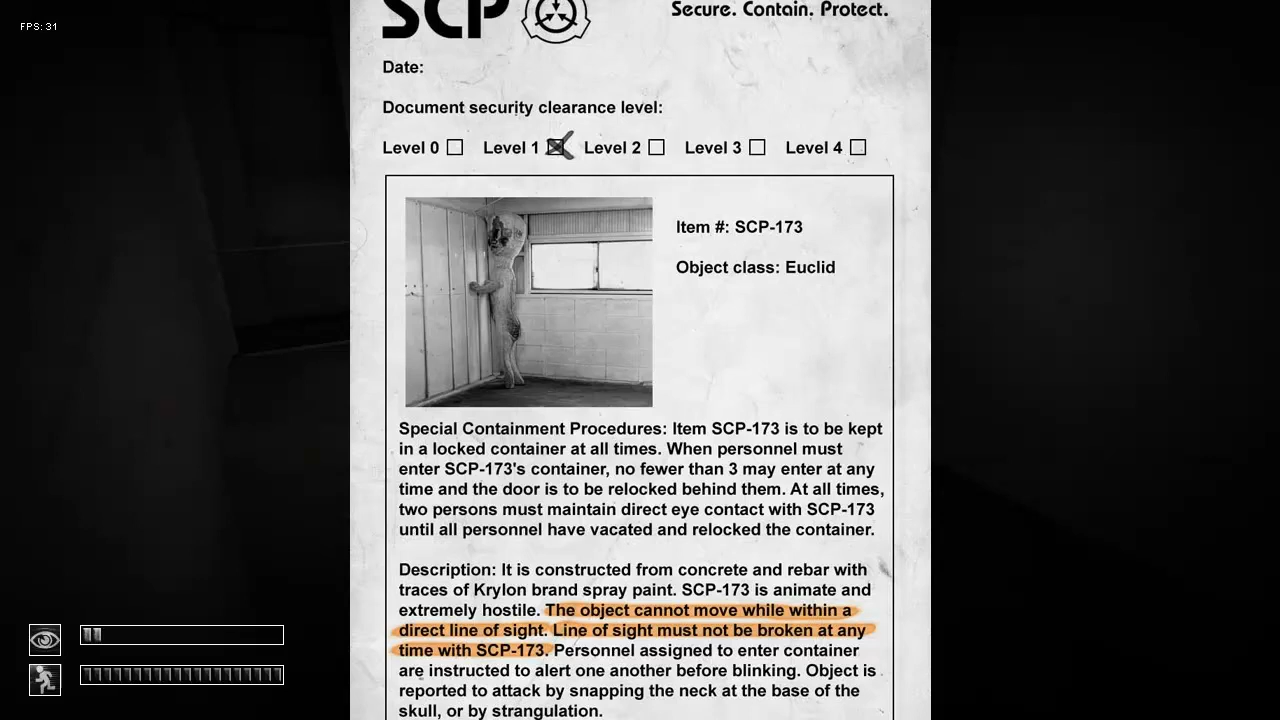 FPS: 31
SCP
Secure. Contain. Protect.
Date:
Document security clearance level:
Level 0 Level 1 Level 2 Level 3 Level 4
Item #: SCP-173
Object class: Euclid
Special Containment Procedures: Item SCP-173 is to be kept
in a locked container at all times. When personnel must
enter SCP-173's container, no fewer than 3 may enter at any
time and the door is to be relocked behind them. At all times,
two persons must maintain direct eye contact with SCP-173
until all personnel have vacated and relocked the container.
Description: It is constructed from concrete and rebar with
traces of Krylon brand spray paint. SCP-173 is animate and
extremely hostile. The object cannot move while within a
direct line of sight. Line of sight must not be broken at any
time with SCP-173. Personnel assigned to enter container
are instructed to alert one another before blinking. Object is
reported to attack by snapping the neck at the base of the
skull, or by strangulation.